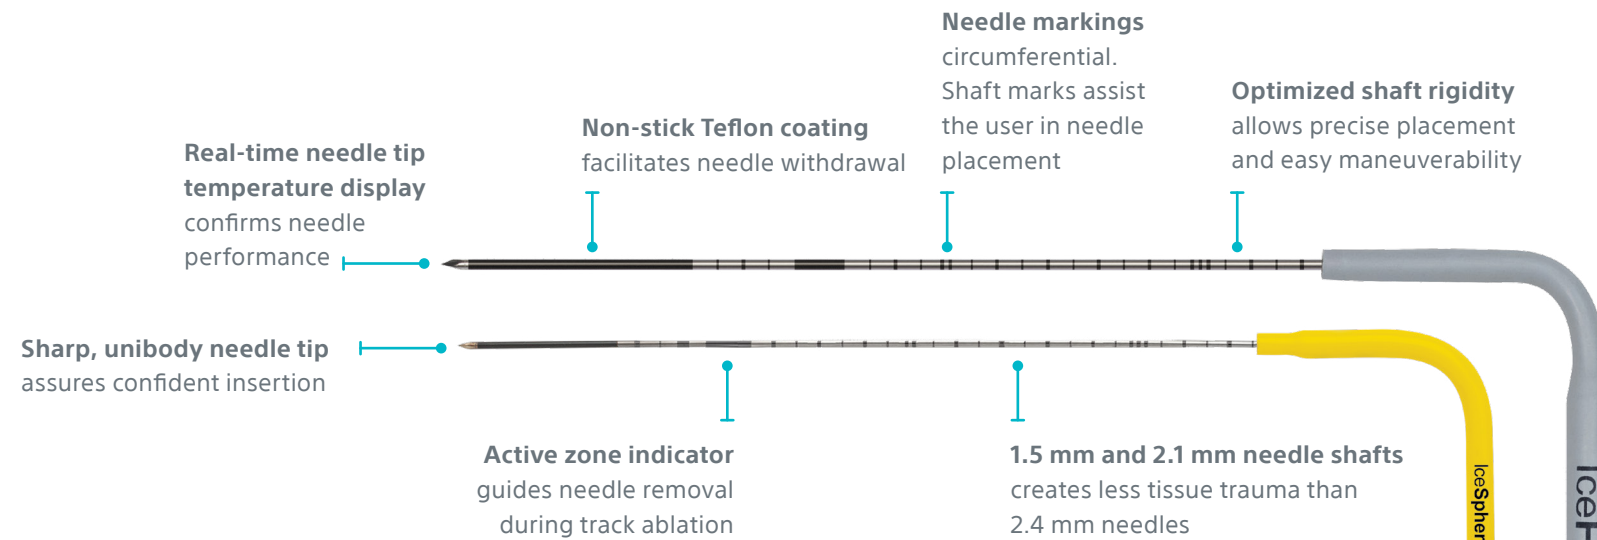 Needle markings
circumferential.
Shaft marks assist
the user in needle
placement
Optimized shaft rigidity
allows precise placement
and easy maneuverability
Non-stick Teflon coating
facilitates needle withdrawal
Real-time needle tip
temperature display
confirms needle
performance
Sharp, unibody needle tip
assures confident insertion
Active zone indicator
guides needle removal
during track ablation
1.5 mm and 2.1 mm needle shafts
creates less tissue trauma than
2.4 mm needles
IceSpher
Ice